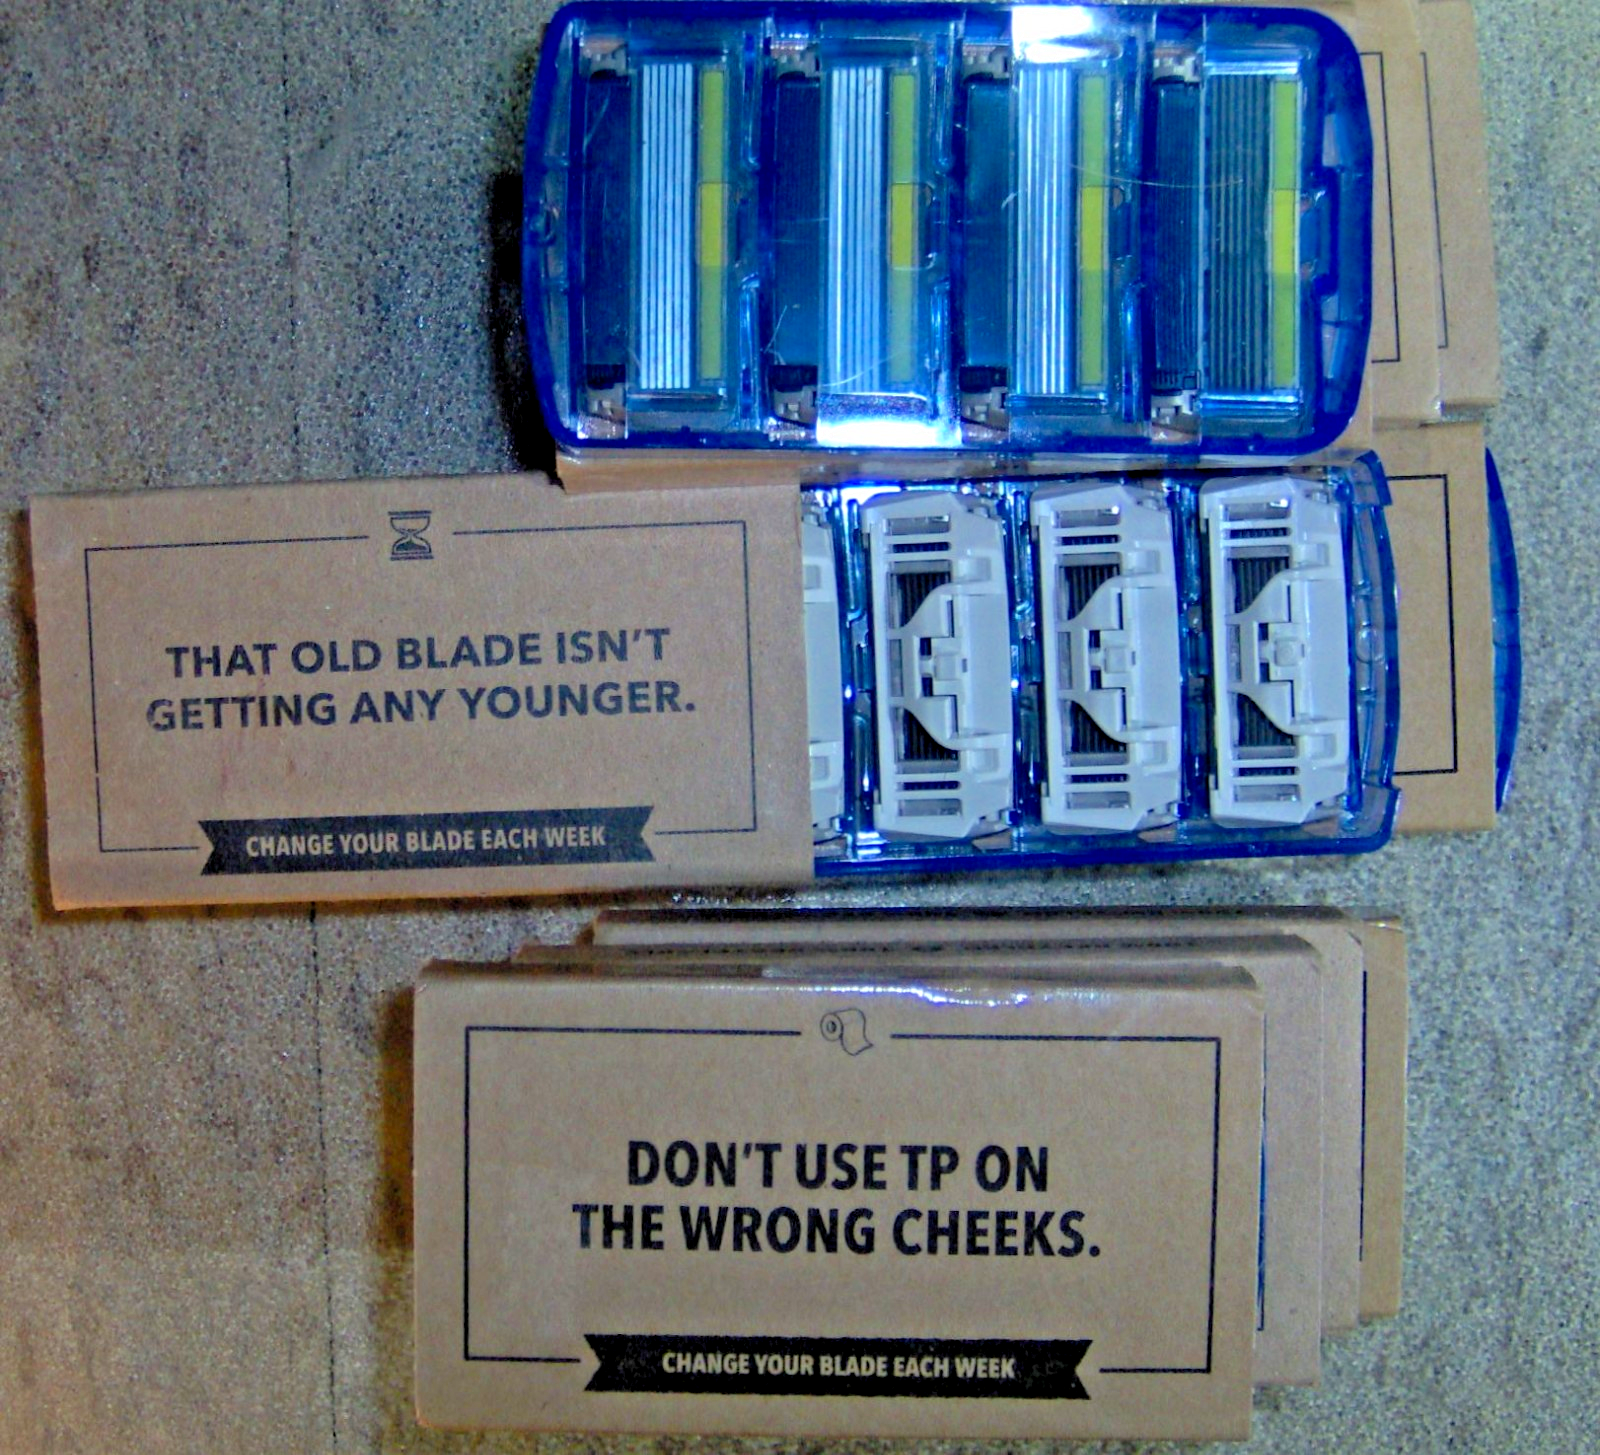 THAT OLD BLADE ISN'T
GETTING ANY YOUNGER.
CHANGE YOUR BLADE EACH WEEK
DON'T USE TP ON
THE WRONG CHEEKS.
CHANGE YOUR BLADE EACH WEEK